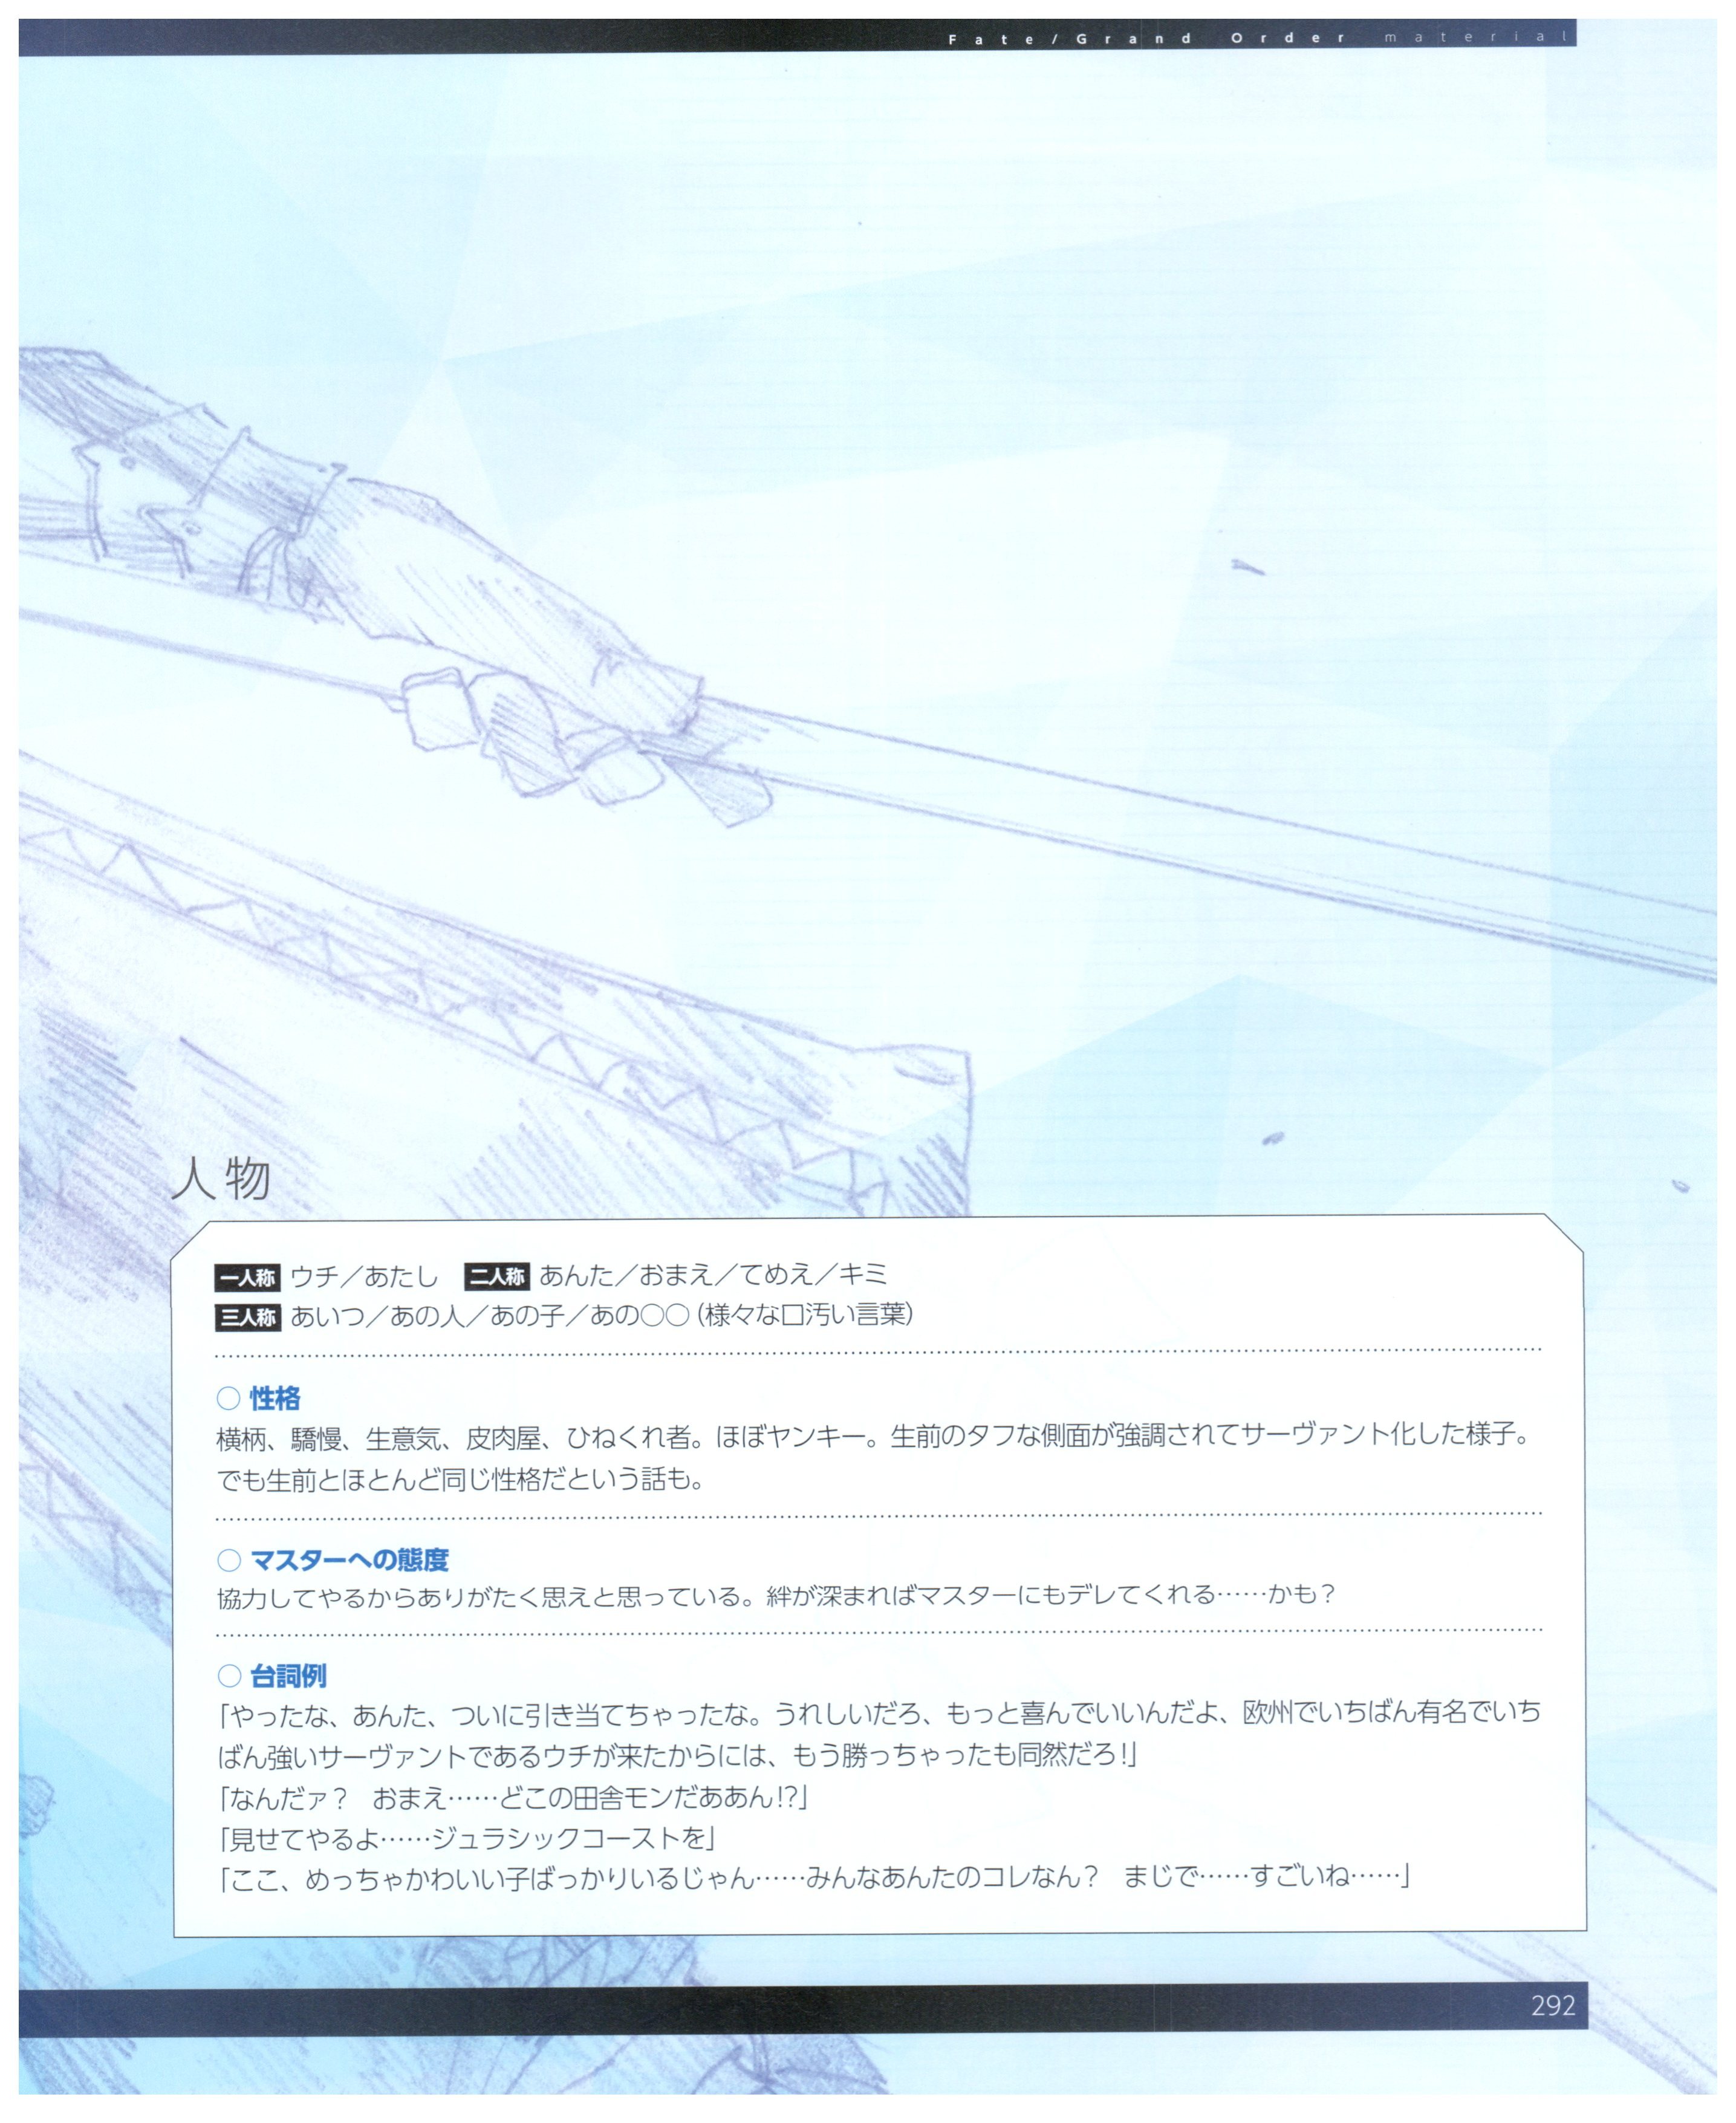 Fate/Grand Order material
人物
一人称 ウチ／あたし 二人称 あんた／おまえ／てめえ／キミ
三人称 あいつ／あの人／あの子／あの○○（様々な口汚い言葉）
○ 性格
横柄、驕慢、生意気、皮肉屋、ひねくれ者。ほぼヤンキー。生前のタフな側面が強調されてサーヴァント化した様子。
でも生前とほとんど同じ性格だという話も。
○ マスターへの態度
協力してやるからありがたく思えと思っている。絆が深まればマスターにもデレてくれる……かも？
○ 台詞例
「やったな、あんた、ついに引き当てちゃったな。うれしいだろ、もっと喜んでいいんだよ、欧州でいちばん有名でいち
ばん強いサーヴァントであるウチが来たからには、もう勝っちゃったも同然だろ！」
「なんだァ？　おまえ……どこの田舎モンだああん!?」
「見せてやるよ……ジュラシックコーストを」
「ここ、めっちゃかわいい子ばっかりいるじゃん……みんなあんたのコレなん？　まじで……すごいね……」
292